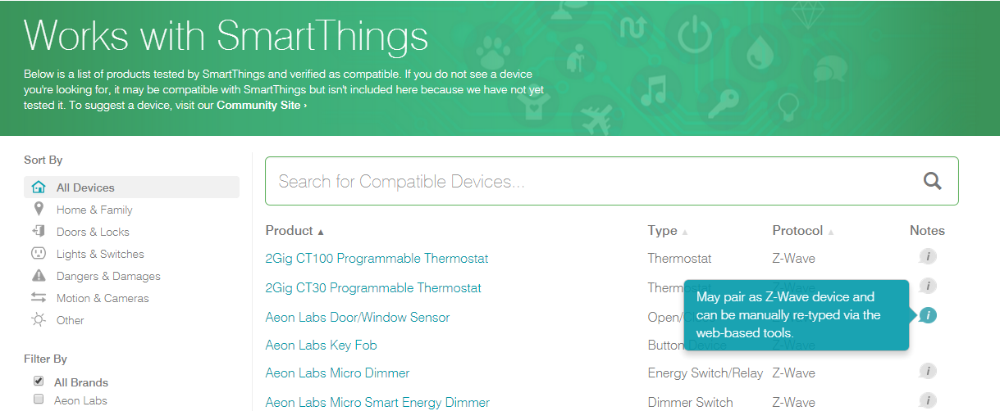 Works with SmartThings
Below is a list of products tested by SmartThings and verified as compatible. If you do not see a device
you're looking for, it may be compatible with SmartThings but isn't included here because we have not yet
tested it. To suggest a device, visit our Community Site ›
Sort By
All Devices
Home & Family
Doors & Locks
Lights & Switches
Dangers & Damages
Motion & Cameras
Other
Filter By
All Brands
Aeon Labs
Search for Compatible Devices...
Product ▲ Type ▲ Protocol ▲ Notes
2Gig CT100 Programmable Thermostat Thermostat Z-Wave i
2Gig CT30 Programmable Thermostat Thermostat Z-Wave i
Aeon Labs Door/Window Sensor Open/ i
May pair as Z-Wave device and
can be manually re-typed via the
web-based tools.
Aeon Labs Key Fob Button Device Z-Wave
Aeon Labs Micro Dimmer Energy Switch/Relay Z-Wave i
Aeon Labs Micro Smart Energy Dimmer Dimmer Switch Z-Wave i